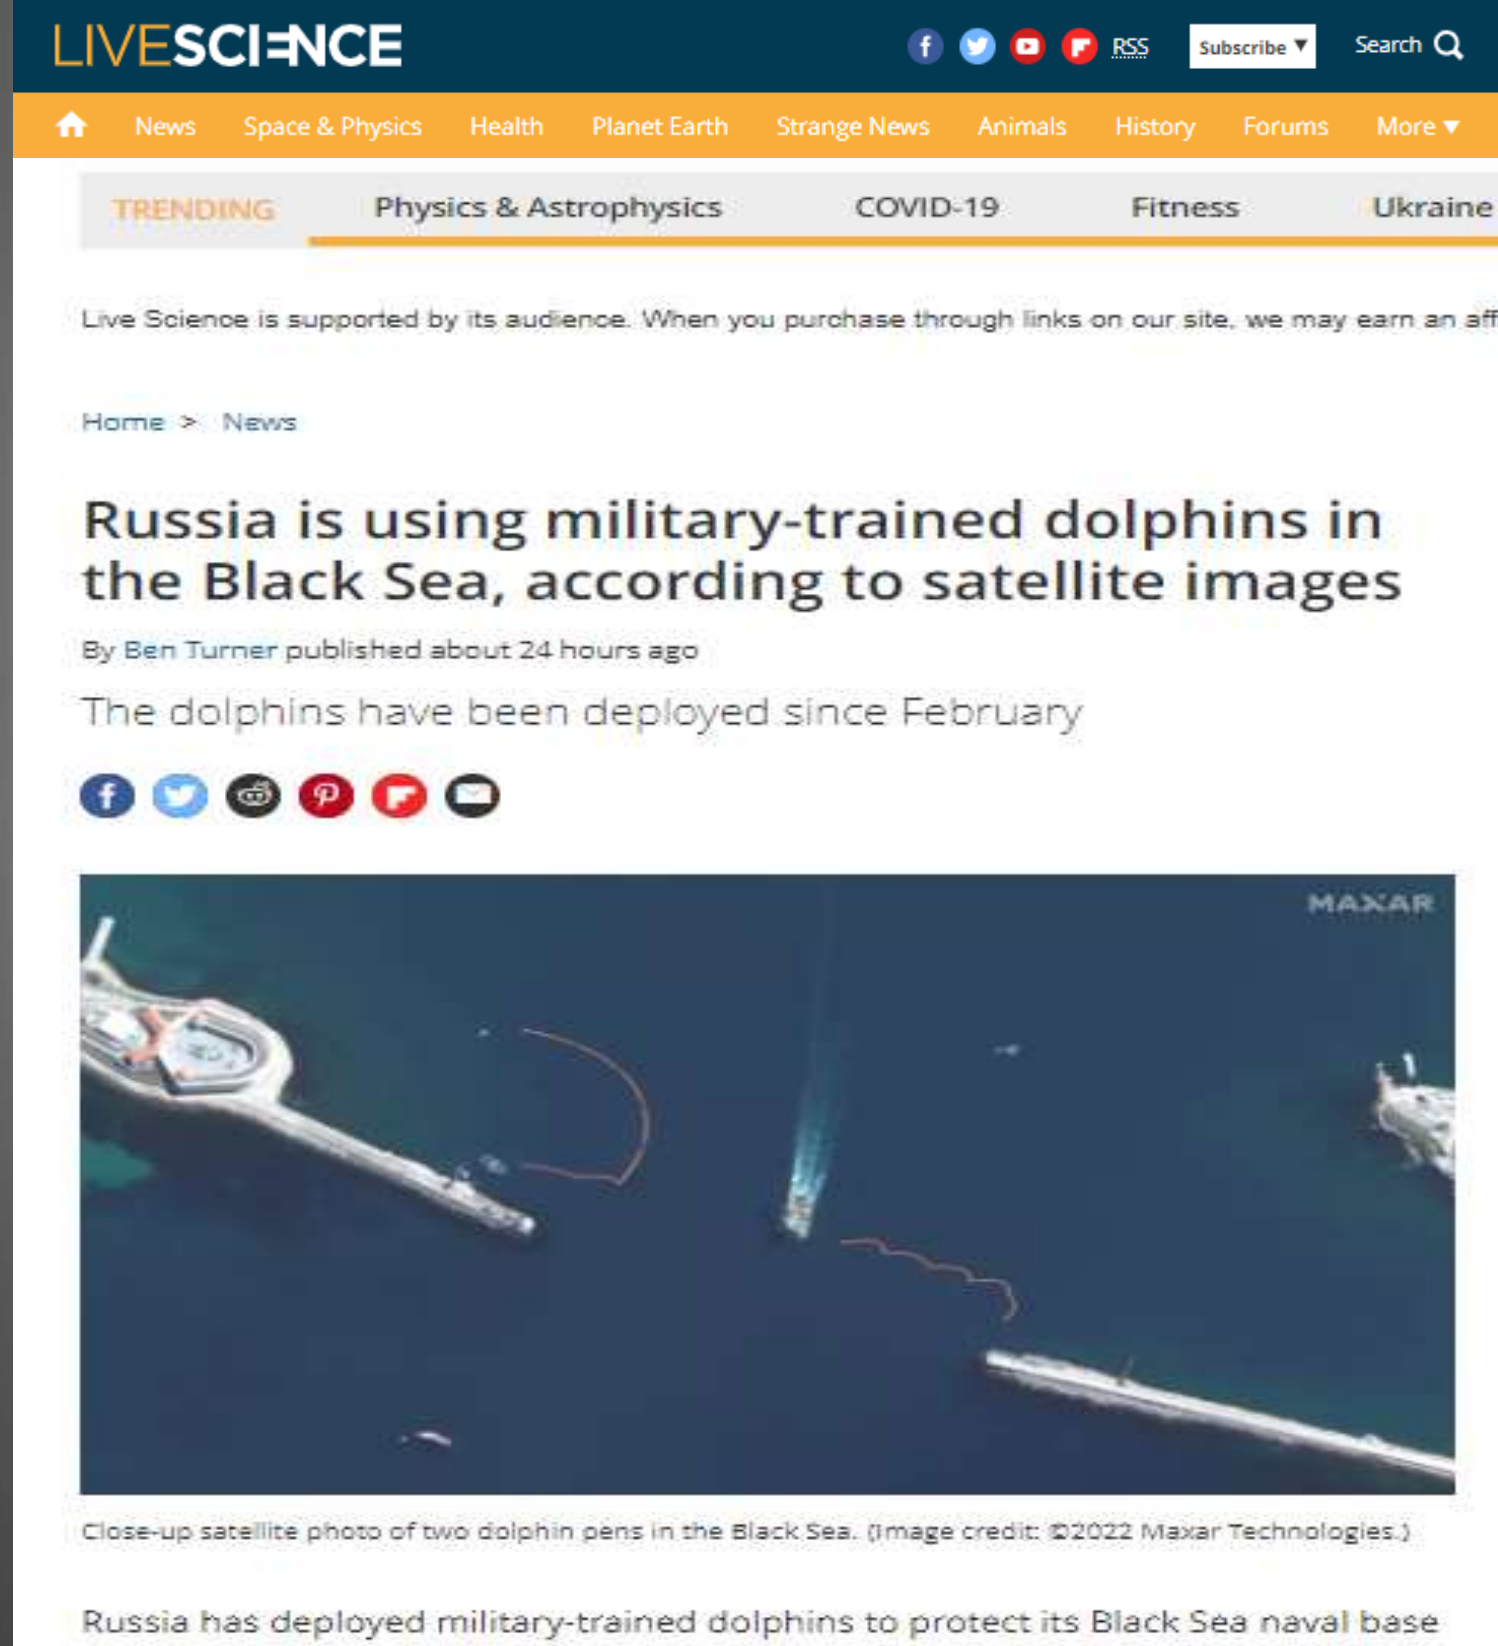 LIVESCIENCE
RSS Subscribe ▼ Search
News Space & Physics Health Planet Earth Strange News Animals History Forums More ▼
TRENDING Physics & Astrophysics COVID-19 Fitness Ukraine
Live Science is supported by its audience. When you purchase through links on our site, we may earn an aff
Home > News
Russia is using military-trained dolphins in
the Black Sea, according to satellite images
By Ben Turner published about 24 hours ago
The dolphins have been deployed since February
MAXAR
Close-up satellite photo of two dolphin pens in the Black Sea. (Image credit: ©2022 Maxar Technologies.)
Russia has deployed military-trained dolphins to protect its Black Sea naval base